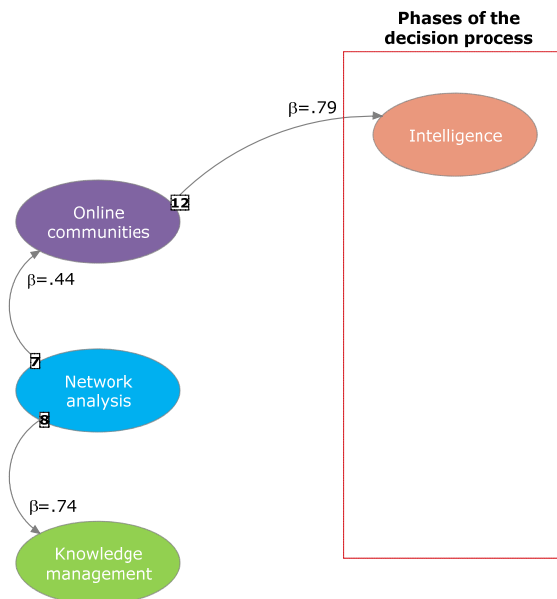 Phases of the
decision process
β=.79
Intelligence
12
Online
communities
β=.44
7
Network
analysis
8
β=.74
Knowledge
management